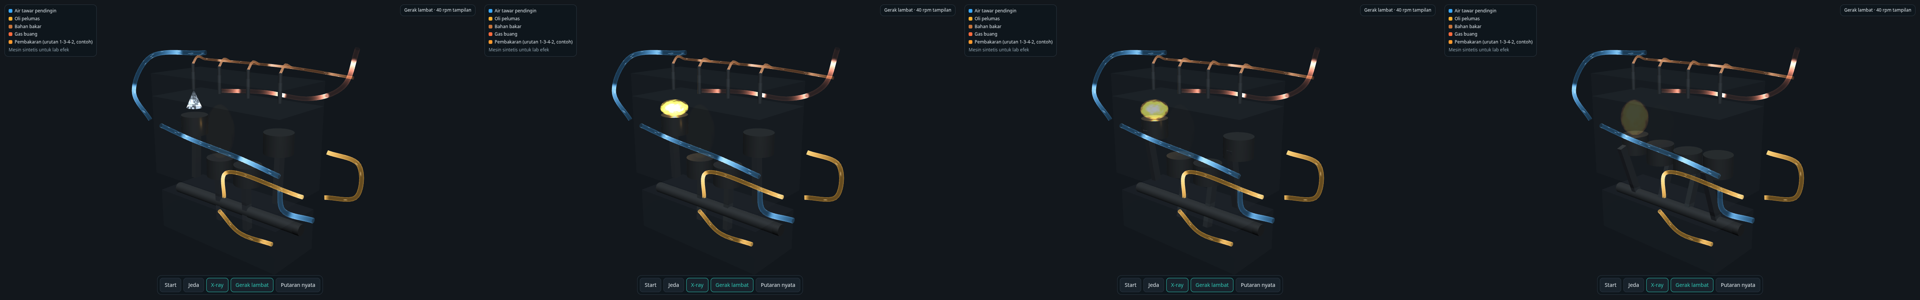 Air tawar pendingin
Oli pelumas
Bahan bakar
Gas buang
Pembakaran (urutan 1-3-4-2, contoh)
Mesin sintetis untuk lab efek
Gerak lambat · 40 rpm tampilan
Start Jeda X-ray Gerak lambat Putaran nyata
Air tawar pendingin
Oli pelumas
Bahan bakar
Gas buang
Pembakaran (urutan 1-3-4-2, contoh)
Mesin sintetis untuk lab efek
Gerak lambat · 40 rpm tampilan
Start Jeda X-ray Gerak lambat Putaran nyata
Air tawar pendingin
Oli pelumas
Bahan bakar
Gas buang
Pembakaran (urutan 1-3-4-2, contoh)
Mesin sintetis untuk lab efek
Gerak lambat · 40 rpm tampilan
Start Jeda X-ray Gerak lambat Putaran nyata
Air tawar pendingin
Oli pelumas
Bahan bakar
Gas buang
Pembakaran (urutan 1-3-4-2, contoh)
Mesin sintetis untuk lab efek
Gerak lambat · 40 rpm tampilan
Start Jeda X-ray Gerak lambat Putaran nyata